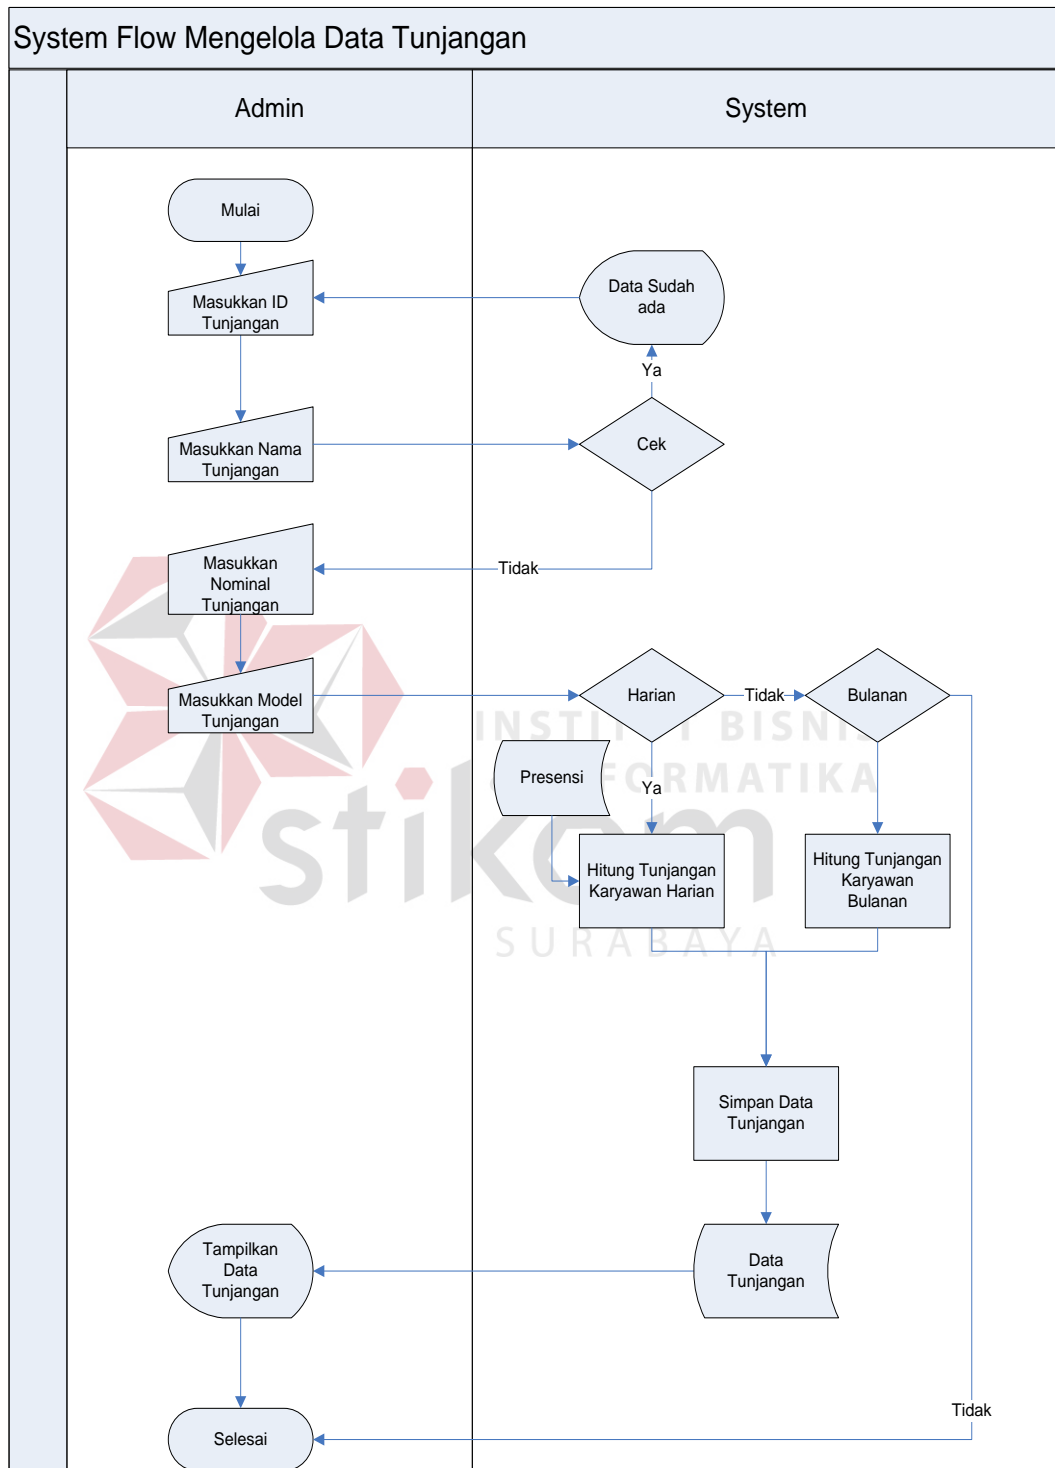 System Flow Mengelola Data Tunjangan
Admin
System
Mulai
Masukkan ID
Tunjangan
Data Sudah
ada
Ya
Masukkan Nama
Tunjangan
Cek
Masukkan
Nominal
Tunjangan
Tidak
Masukkan Model
Tunjangan
Harian
Tidak
Bulanan
INSTITUT BISNIS
Presensi
Ya
FORMATIKA
stikom
Hitung Tunjangan
Karyawan Harian
Hitung Tunjangan
Karyawan
Bulanan
SURABAYA
Simpan Data
Tunjangan
Tampilkan
Data
Tunjangan
Data
Tunjangan
Tidak
Selesai